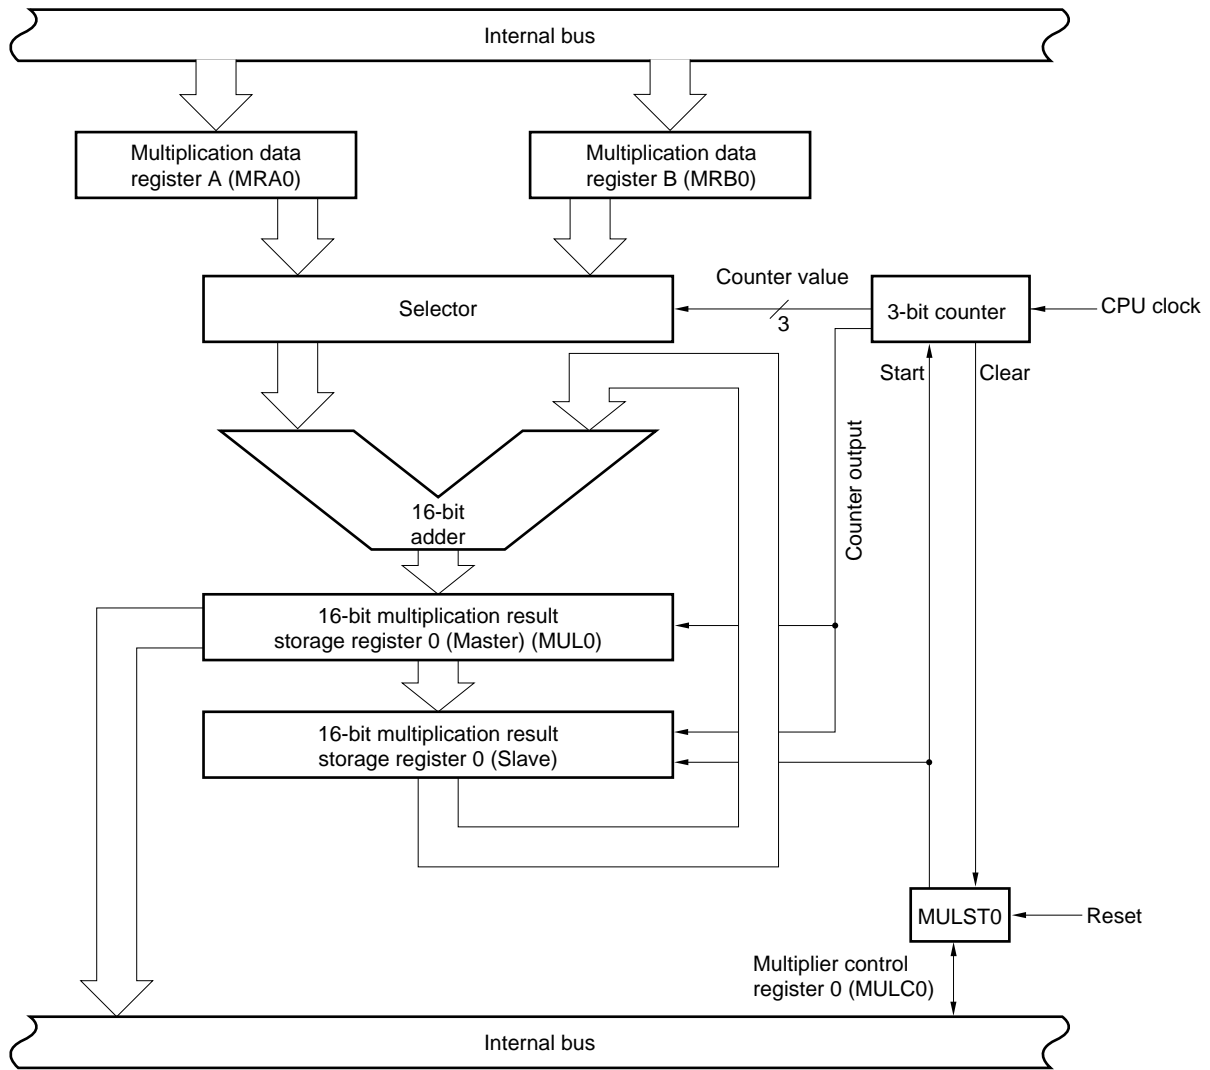 Internal bus
Multiplication data
register A (MRA0)
Multiplication data
register B (MRB0)
Counter value
Selector
3
3-bit counter
CPU clock
Start
Clear
Counter output
16-bit
adder
16-bit multiplication result
storage register 0 (Master) (MUL0)
16-bit multiplication result
storage register 0 (Slave)
MULST0
Reset
Multiplier control
register 0 (MULC0)
Internal bus